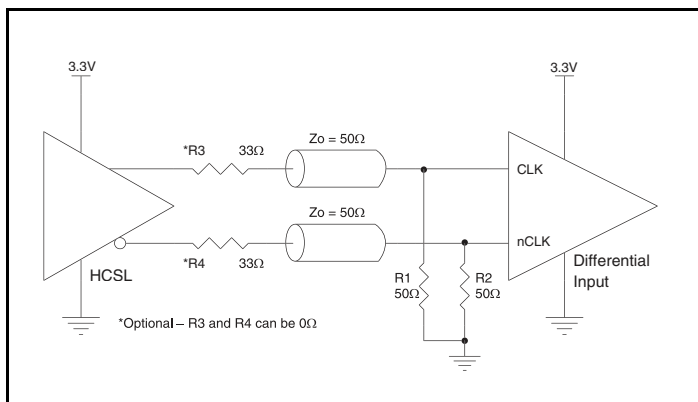 3.3V
3.3V
*R3
33Ω
Zo = 50Ω
CLK
Zo = 50Ω
nCLK
HCSL
*R4
33Ω
R1
50Ω
R2
50Ω
Differential
Input
*Optional – R3 and R4 can be 0Ω